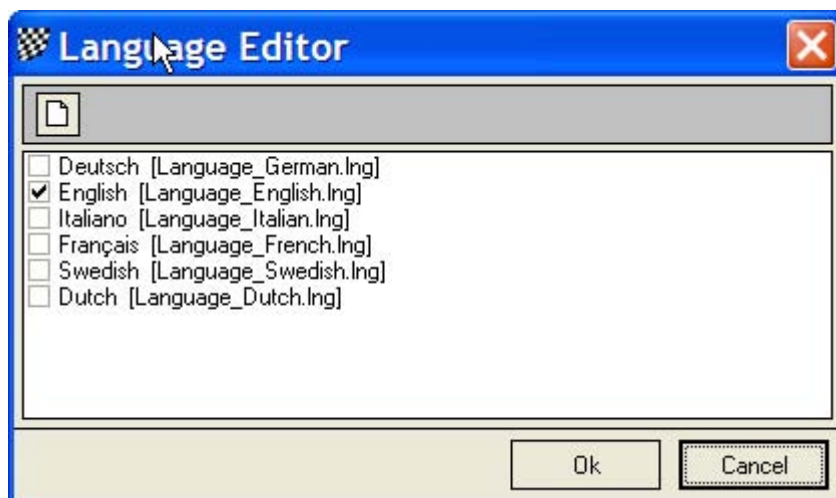 Language Editor
Deutsch [Language_German.lng]
English [Language_English.lng]
Italiano [Language_Italian.lng]
Français [Language_French.lng]
Swedish [Language_Swedish.lng]
Dutch [Language_Dutch.lng]
Ok Cancel